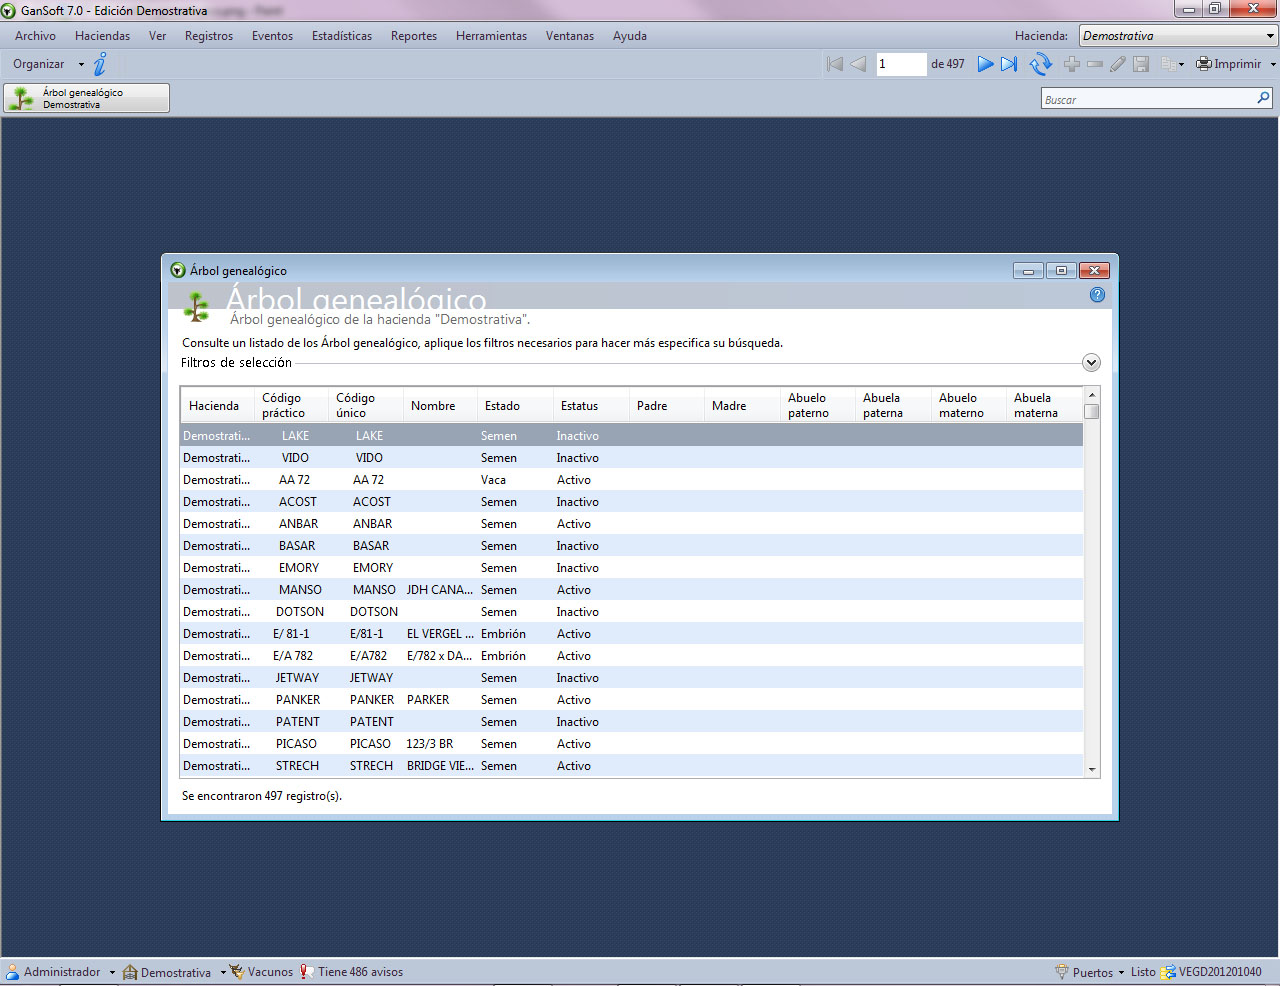 GanSoft 7.0 - Edición Demostrativa
Archivo Haciendas Ver Registros Eventos Estadísticas Reportes Herramientas Ventanas Ayuda Hacienda: Demostrativa
Organizar 1 de 497 Imprimir
Árbol genealógico
Demostrativa
Buscar
Árbol genealógico
Árbol genealógico
Árbol genealógico de la hacienda "Demostrativa".
Consulte un listado de los Árbol genealógico, aplique los filtros necesarios para hacer más especifica su búsqueda.
Filtros de selección
Hacienda Código práctico Código único Nombre Estado Estatus Padre Madre Abuelo paterno Abuela paterna Abuelo materno Abuela materna
Demostrati... LAKE LAKE Semen Inactivo
Demostrati... VIDO VIDO Semen Inactivo
Demostrati... AA 72 AA 72 Vaca Activo
Demostrati... ACOST ACOST Semen Inactivo
Demostrati... ANBAR ANBAR Semen Activo
Demostrati... BASAR BASAR Semen Inactivo
Demostrati... EMORY EMORY Semen Inactivo
Demostrati... MANSO MANSO JDH CANA... Semen Activo
Demostrati... DOTSON DOTSON Semen Inactivo
Demostrati... E/ 81-1 E/81-1 EL VERGEL ... Embrión Activo
Demostrati... E/A 782 E/A782 E/782 x DA... Embrión Activo
Demostrati... JETWAY JETWAY Semen Inactivo
Demostrati... PANKER PANKER PARKER Semen Activo
Demostrati... PATENT PATENT Semen Inactivo
Demostrati... PICASO PICASO 123/3 BR Semen Activo
Demostrati... STRECH STRECH BRIDGE VIE... Semen Activo
Se encontraron 497 registro(s).
Administrador Demostrativa Vacunos Tiene 486 avisos Puertos Listo VEGD201201040